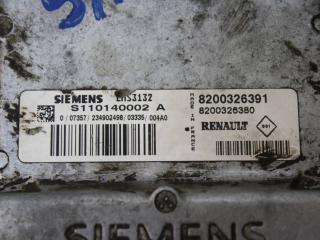 SIEMENS EMS3132
S110140002 A
0 / 07357 / 234902498 / 03335 / 004A0
MADE IN FRANCE
8200326391
8200326380
RENAULT
SIEMENS